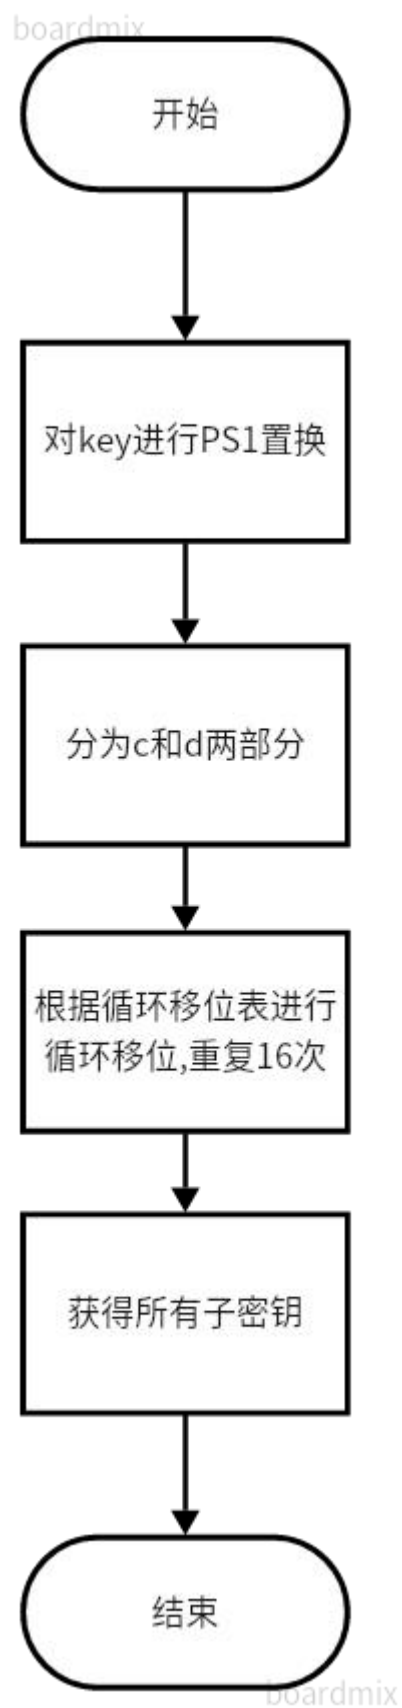 boardmix
开始
对key进行PS1置换
分为c和d两部分
根据循环移位表进行
循环移位,重复16次
获得所有子密钥
结束
boardmix